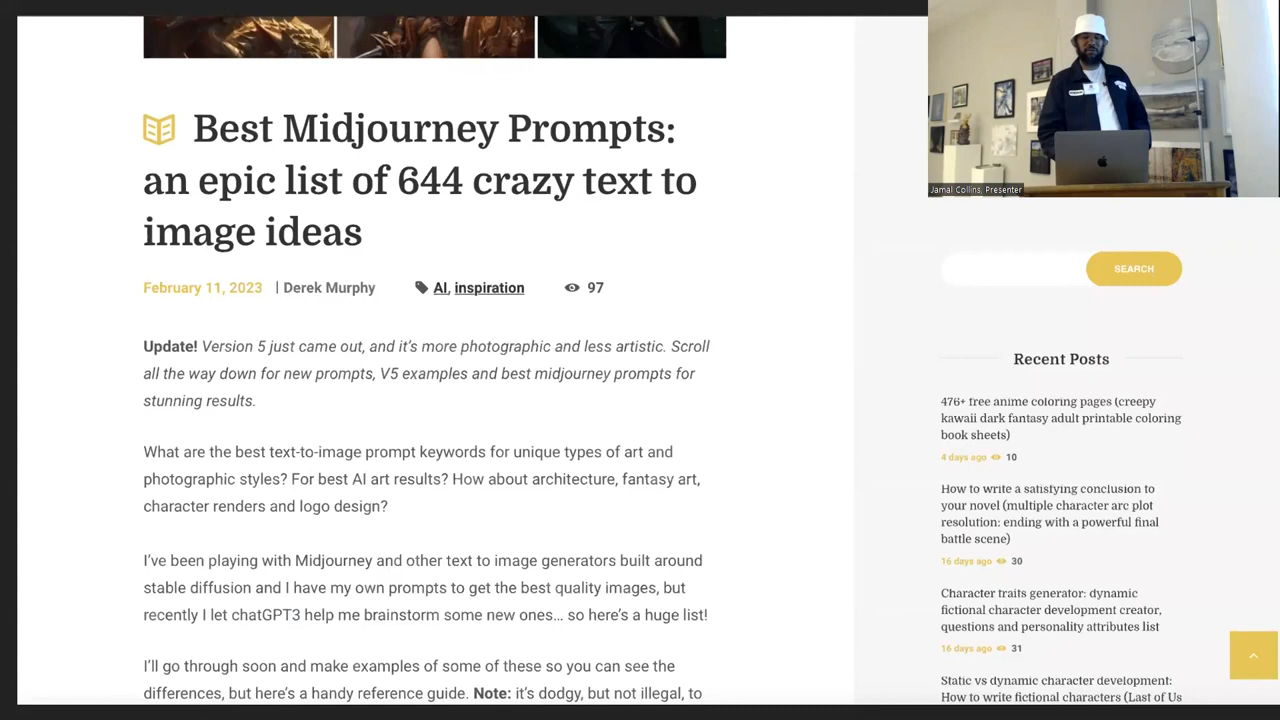 Best Midjourney Prompts:
an epic list of 644 crazy text to
image ideas
February 11, 2023 | Derek Murphy AI, inspiration 97
Update! Version 5 just came out, and it's more photographic and less artistic. Scroll
all the way down for new prompts, V5 examples and best midjourney prompts for
stunning results.
What are the best text-to-image prompt keywords for unique types of art and
photographic styles? For best AI art results? How about architecture, fantasy art,
character renders and logo design?
I've been playing with Midjourney and other text to image generators built around
stable diffusion and I have my own prompts to get the best quality images, but
recently I let chatGPT3 help me brainstorm some new ones... so here's a huge list!
I'll go through soon and make examples of some of these so you can see the
differences, but here's a handy reference guide. Note: it's dodgy, but not illegal, to
Jamal Collins, Presenter
SEARCH
Recent Posts
476+ free anime coloring pages (creepy
kawaii dark fantasy adult printable coloring
book sheets)
4 days ago 10
How to write a satisfying conclusion to
your novel (multiple character arc plot
resolution: ending with a powerful final
battle scene)
16 days ago 30
Character traits generator: dynamic
fictional character development creator,
questions and personality attributes list
16 days ago 31
Static vs dynamic character development:
How to write fictional characters (Last of Us